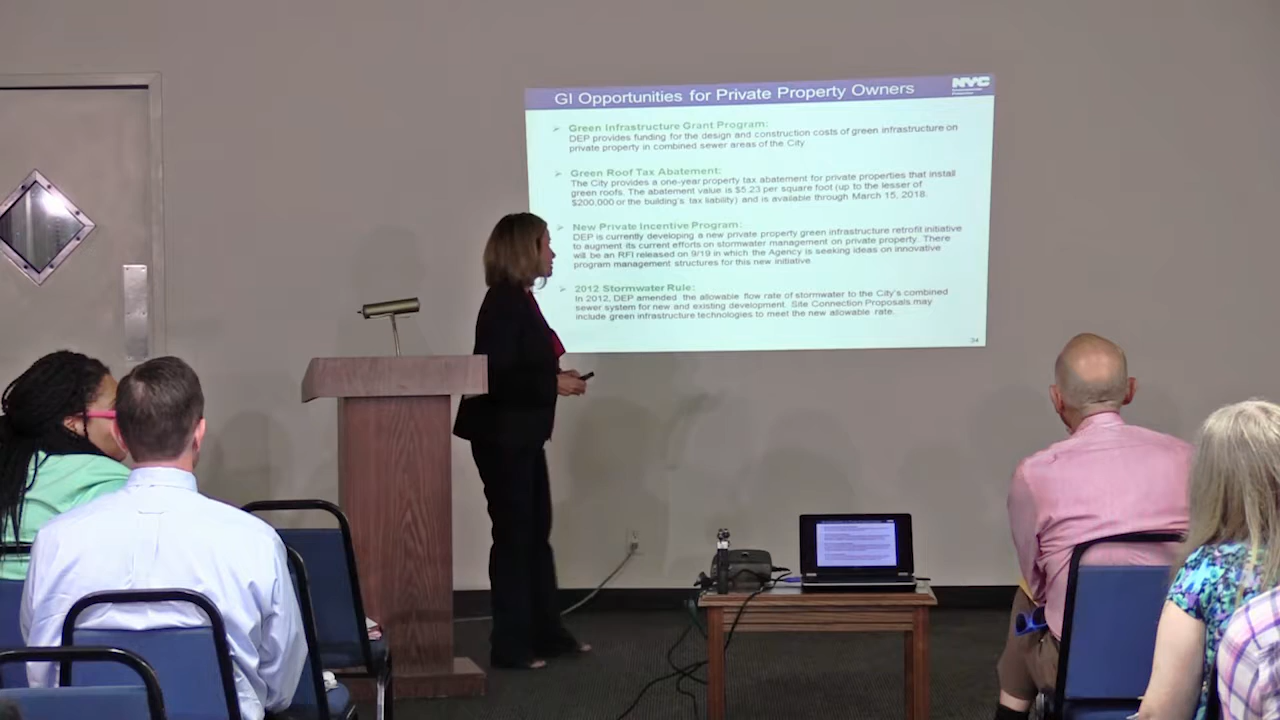 GI Opportunities for Private Property Owners
NYC
Green Infrastructure Grant Program:
DEP provides funding for the design and construction costs of green infrastructure on
private property in combined sewer areas of the City
Green Roof Tax Abatement:
The City provides a one-year property tax abatement for private properties that install
green roofs. The abatement value is $5.23 per square foot (up to the lesser of
$200,000 or the building's tax liability) and is available through March 15, 2018.
New Private Incentive Program:
DEP is currently developing a new private property green infrastructure retrofit initiative
to augment its current efforts on stormwater management on private property. There
will be an RFI released on 9/19 in which the Agency is seeking ideas on innovative
program management structures for this new initiative
2012 Stormwater Rule:
In 2012, DEP amended the allowable flow rate of stormwater to the City's combined
sewer system for new and existing development. Site Connection Proposals may
include green infrastructure technologies to meet the new allowable rate.
34